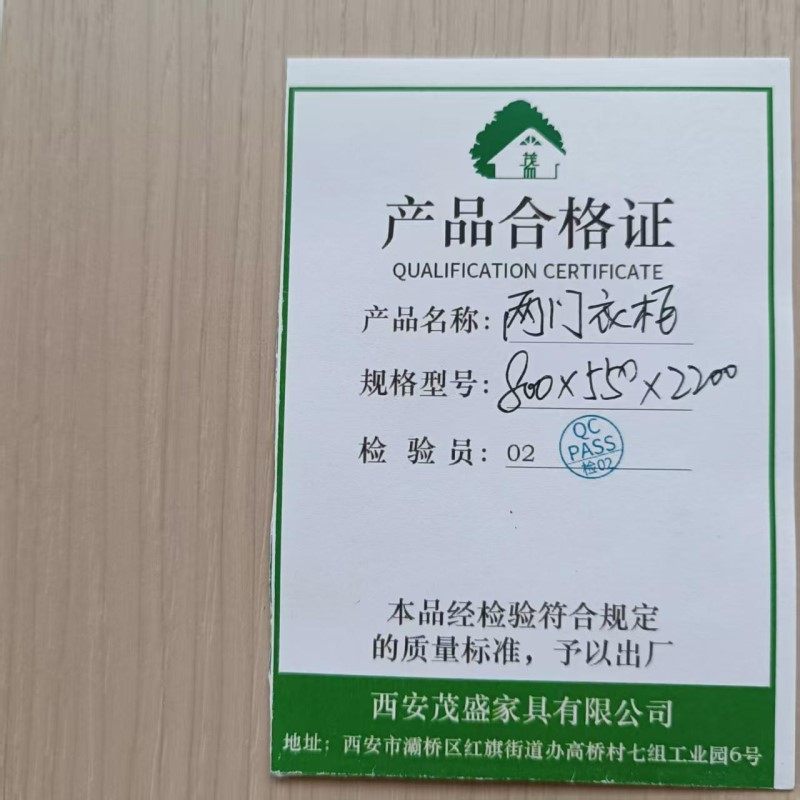 茂
产品合格证
QUALIFICATION CERTIFICATE
产品名称：两门衣柜
规格型号：800×550×2200
检 验 员：02
QC
PASS
检02
本品经检验符合规定
的质量标准，予以出厂
西安茂盛家具有限公司
地址：西安市灞桥区红旗街道办高桥村七组工业园6号